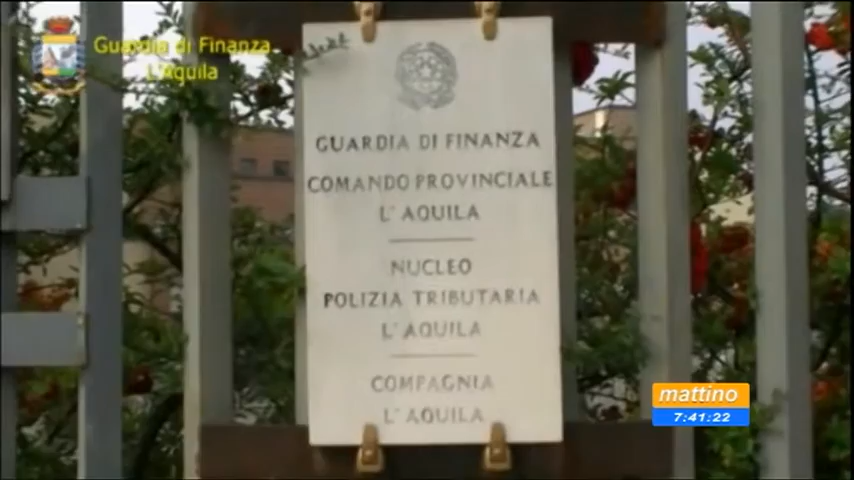 Guardia di Finanza
L'Aquila
GUARDIA DI FINANZA
COMANDO PROVINCIALE
L'AQUILA
NUCLEO
POLIZIA TRIBUTARIA
L'AQUILA
COMPAGNIA
L'AQUILA
mattino
7:41:22